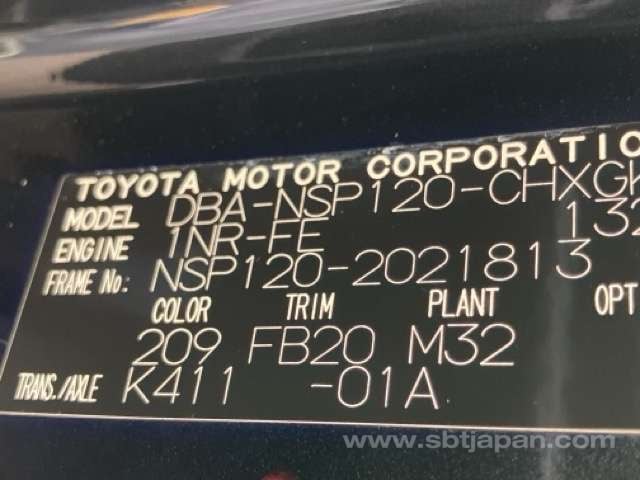 TOYOTA MOTOR CORPORATIO
MODEL DBA-NSP120-CHXGK
ENGINE 1NR-FE 132
FRAME No: NSP120-2021813
COLOR TRIM PLANT OPT
209 FB20 M32
TRANS./AXLE K411 -01A
www.sbtjapan.com